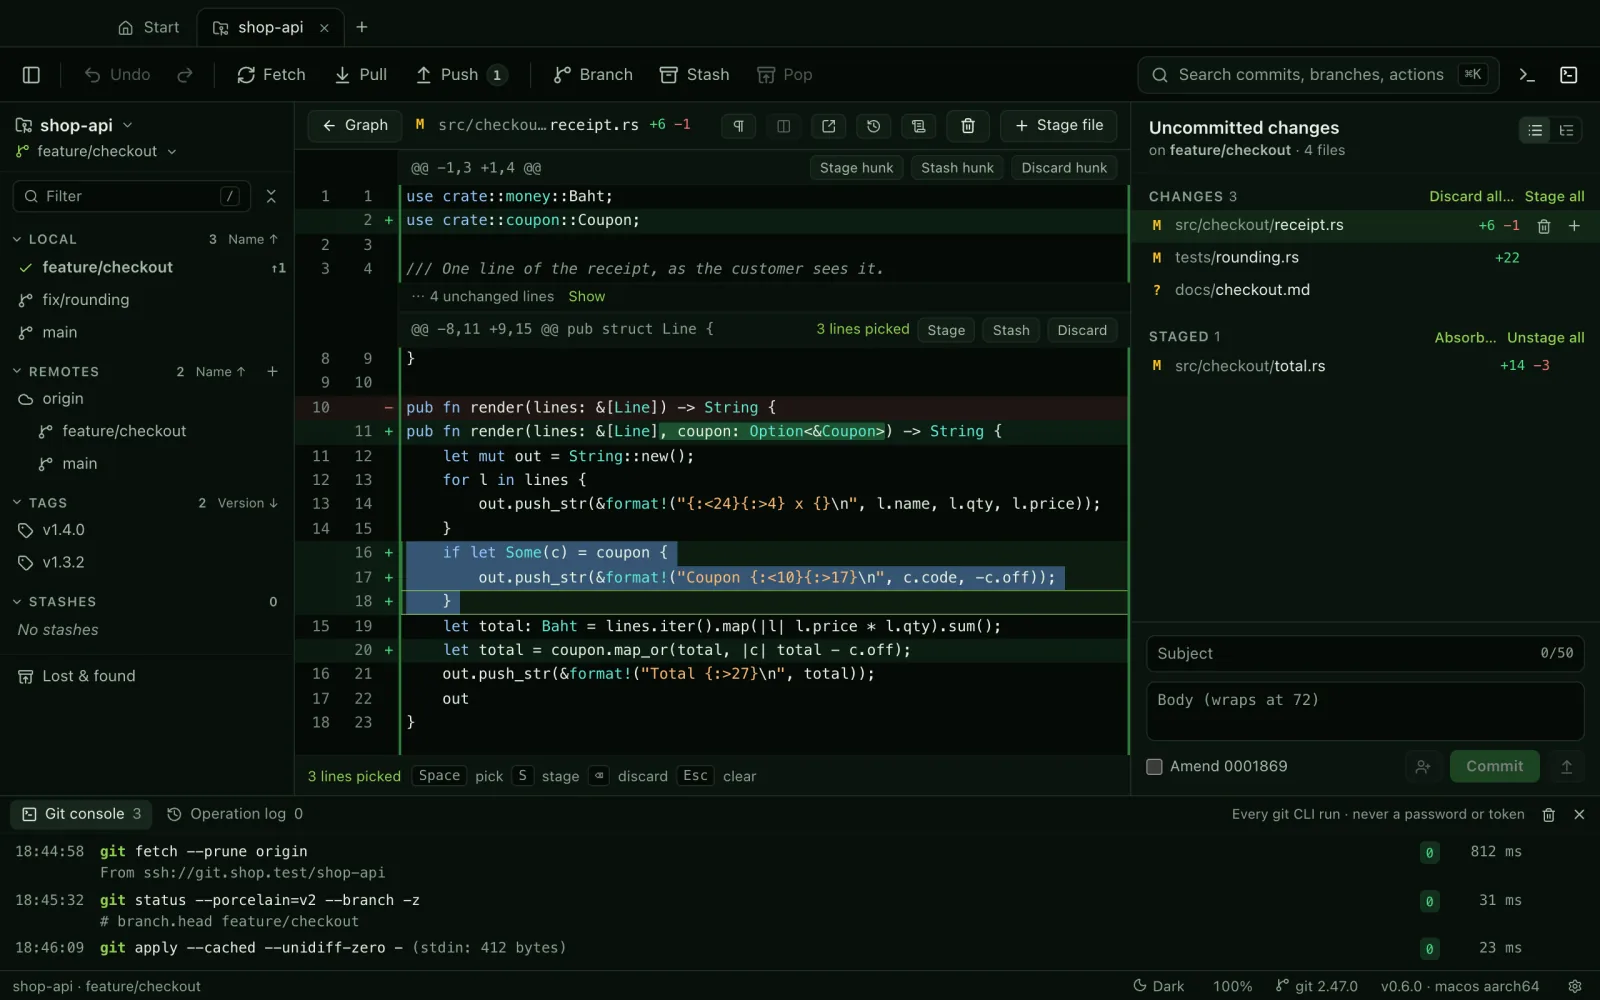 Start
shop-api
Undo
Fetch
Pull
Push 1
Branch
Stash
Pop
Search commits, branches, actions ⌘K
shop-api
feature/checkout
Filter /
LOCAL 3 Name ↑
feature/checkout ↑1
fix/rounding
main
REMOTES 2 Name ↑ +
origin
feature/checkout
main
TAGS 2 Version ↓
v1.4.0
v1.3.2
STASHES 0
No stashes
Lost & found
← Graph M src/checkou…receipt.rs +6 −1 ¶ + Stage file
@@ −1,3 +1,4 @@ Stage hunk Stash hunk Discard hunk
1 1 use crate::money::Baht;
2 + use crate::coupon::Coupon;
2 3
3 4 /// One line of the receipt, as the customer sees it.
⋯ 4 unchanged lines Show
@@ −8,11 +9,15 @@ pub struct Line { 3 lines picked Stage Stash Discard
8 9 }
9 10
10 − pub fn render(lines: &[Line]) −> String {
11 + pub fn render(lines: &[Line], coupon: Option<&Coupon>) −> String {
11 12 let mut out = String::new();
12 13 for l in lines {
13 14 out.push_str(&format!("{:<24}{:>4} x {}\n", l.name, l.qty, l.price));
14 15 }
16 + if let Some(c) = coupon {
17 + out.push_str(&format!("Coupon {:<10}{:>17}\n", c.code, −c.off));
18 + }
15 19 let total: Baht = lines.iter().map(|l| l.price * l.qty).sum();
20 + let total = coupon.map_or(total, |c| total − c.off);
16 21 out.push_str(&format!("Total {:>27}\n", total));
17 22 out
18 23 }
3 lines picked Space pick S stage ⌫ discard Esc clear
Uncommitted changes
on feature/checkout · 4 files
CHANGES 3 Discard all... Stage all
M src/checkout/receipt.rs +6 −1 +
M tests/rounding.rs +22
? docs/checkout.md
STAGED 1 Absorb... Unstage all
M src/checkout/total.rs +14 −3
Subject 0/50
Body (wraps at 72)
Amend 0001869 Commit
Git console 3 Operation log 0 Every git CLI run · never a password or token
18:44:58 git fetch −−prune origin 0 812 ms
From ssh://git.shop.test/shop-api
18:45:32 git status −−porcelain=v2 −−branch −z 0 31 ms
# branch.head feature/checkout
18:46:09 git apply −−cached −−unidiff−zero − (stdin: 412 bytes) 0 23 ms
shop-api · feature/checkout Dark 100% git 2.47.0 v0.6.0 · macos aarch64